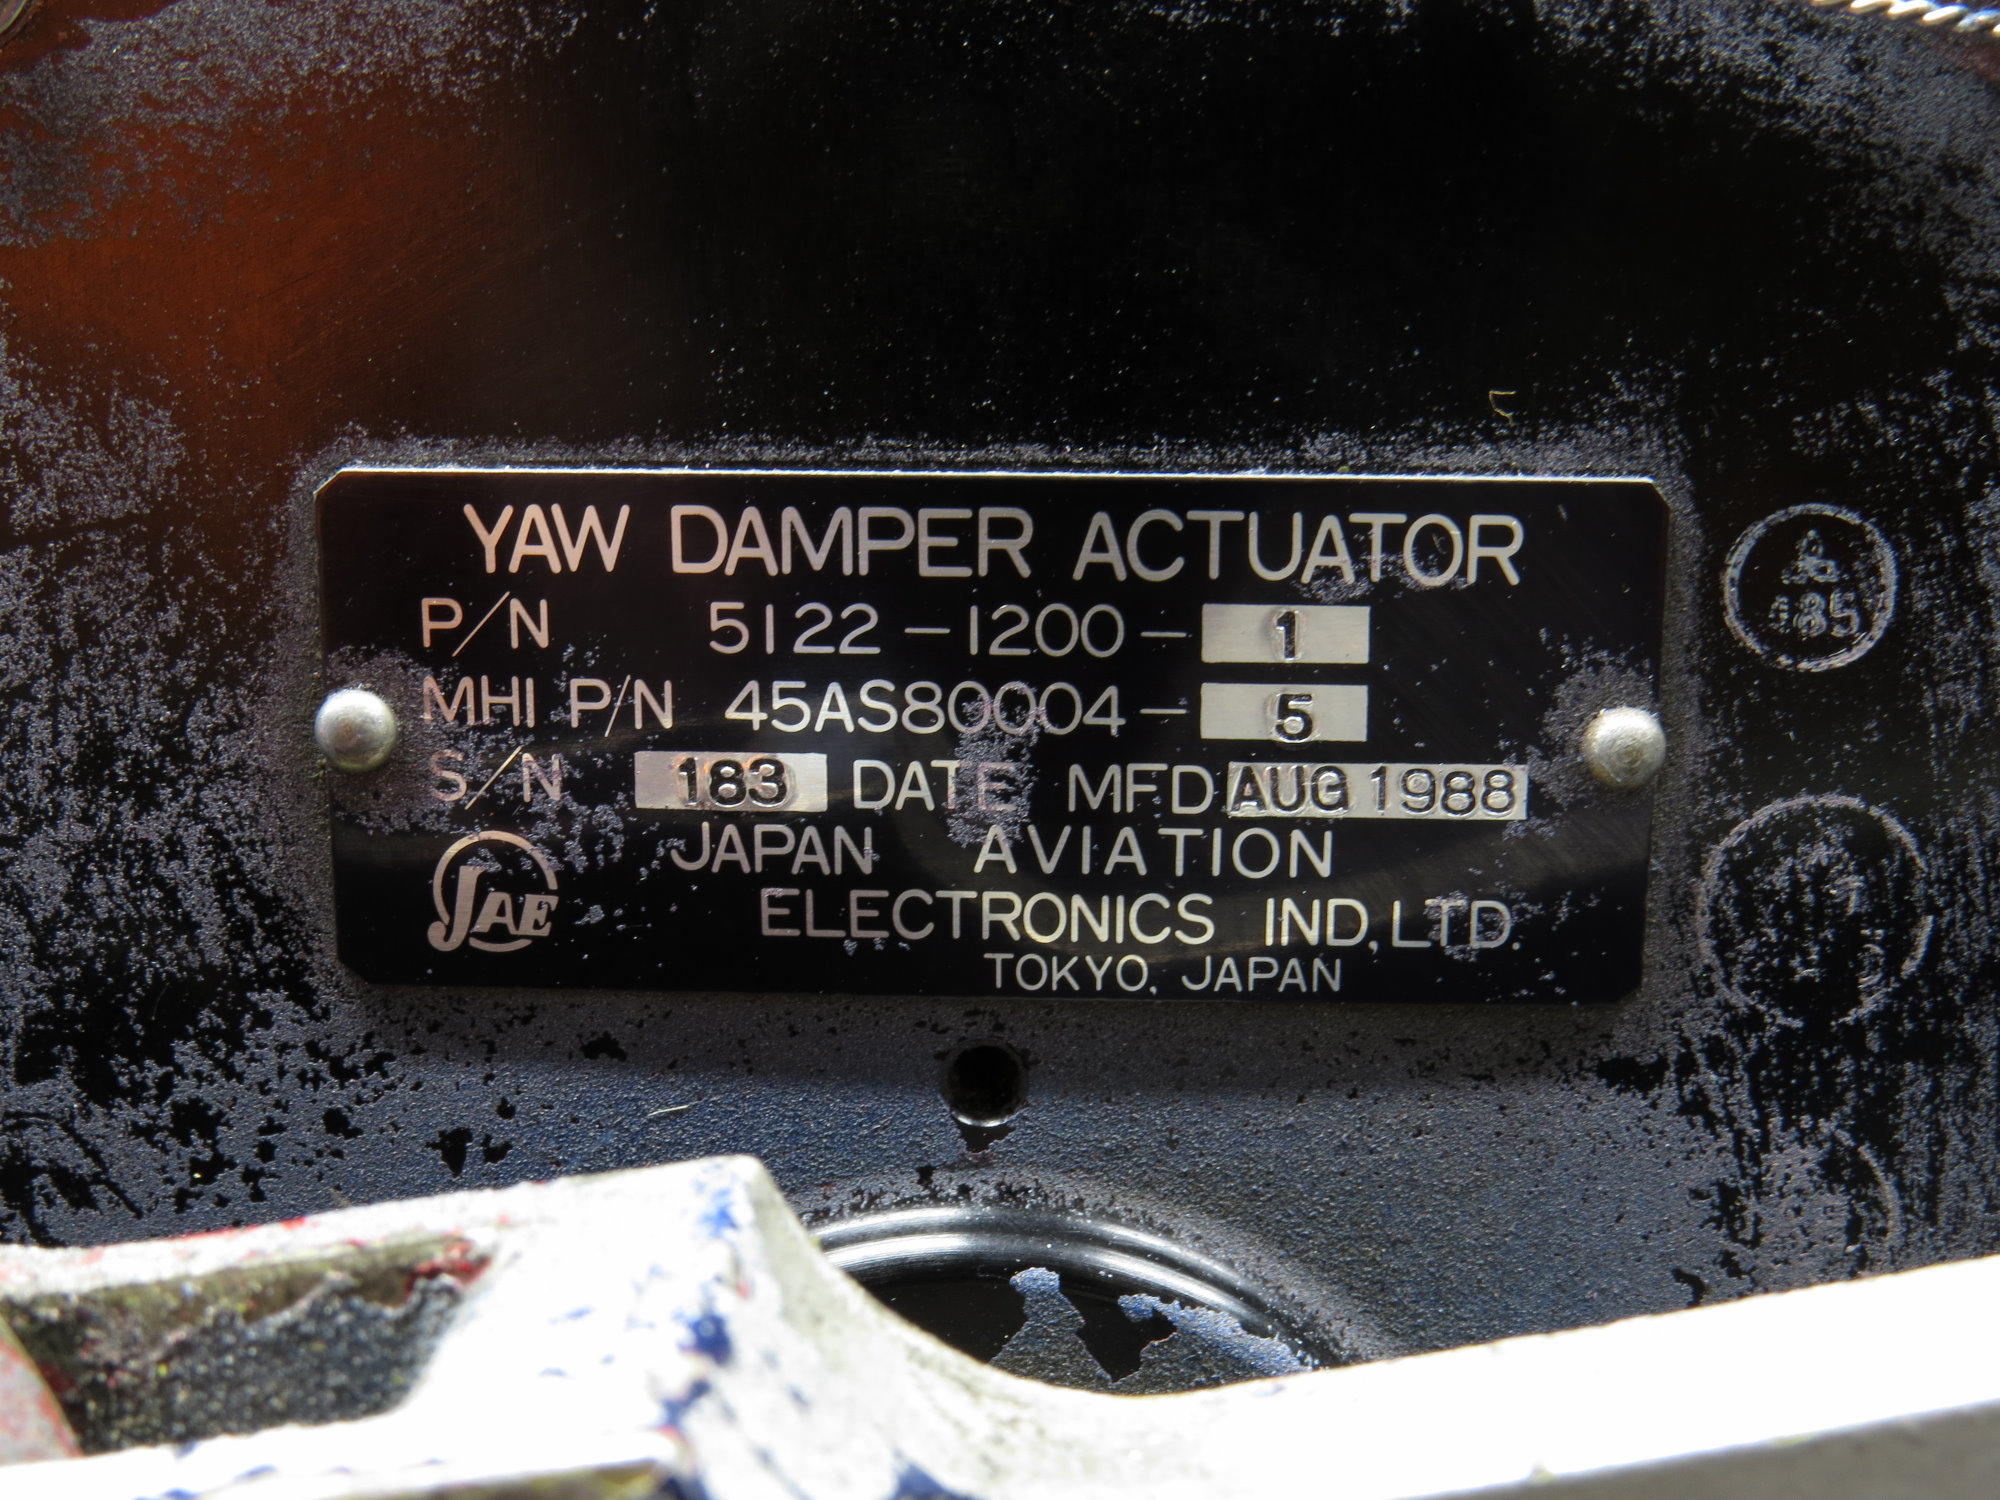 YAW DAMPER ACTUATOR
P/N 5122-1200-1
MHI P/N 45AS80004-5
S/N 183 DATE MFD AUG 1988
JAE
JAPAN AVIATION
ELECTRONICS IND, LTD.
TOKYO, JAPAN